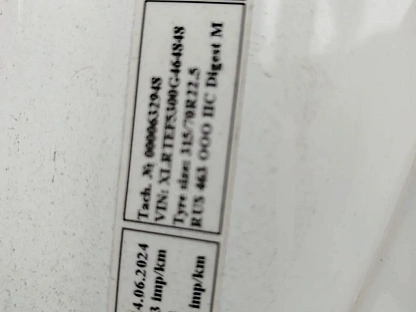 Tach. № 0000632948
VIN: XLRTEF5300G464848
Tyre size: 315/70R22.5
RUS 463 ООО ПС Digest M
4.06.2024
3 imp/km
imp/km